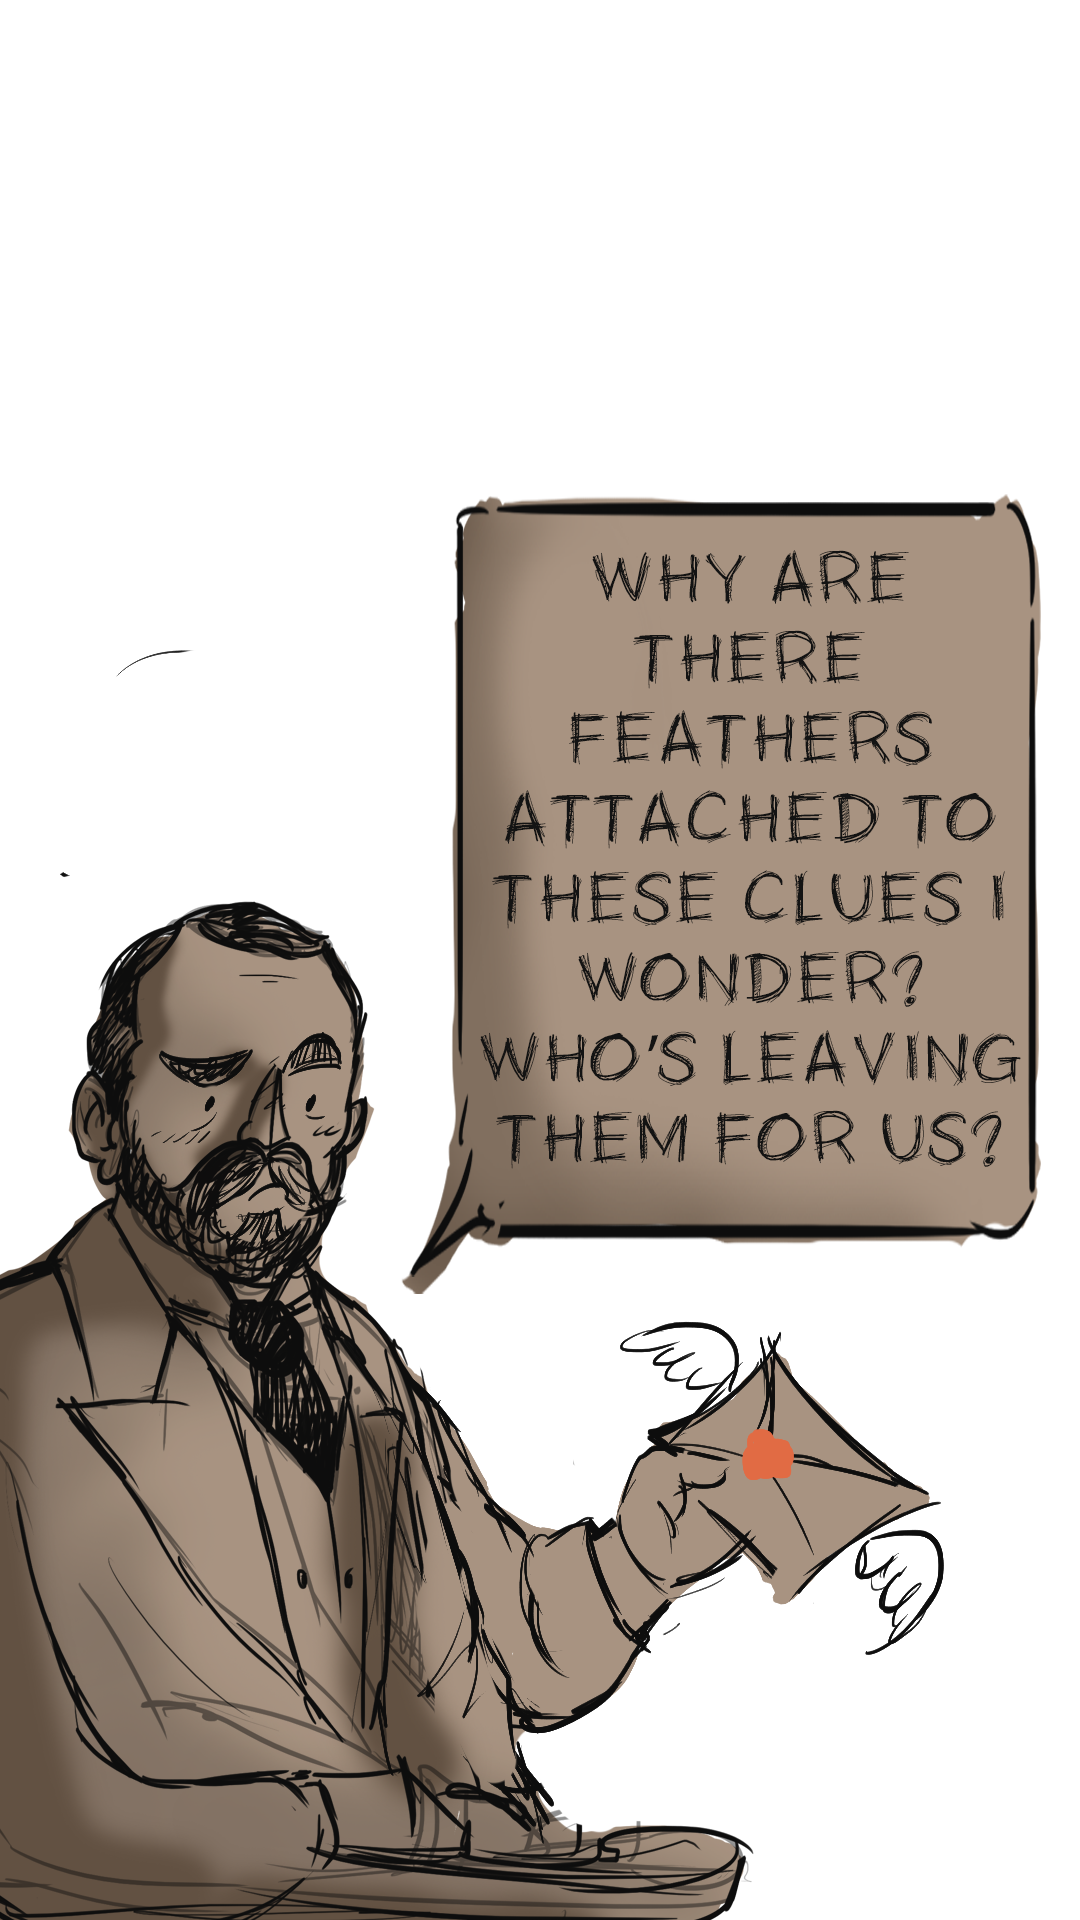 WHY ARE
THERE
FEATHERS
ATTACHED TO
THESE CLUES I
WONDER?
WHO'S LEAVING
THEM FOR US?